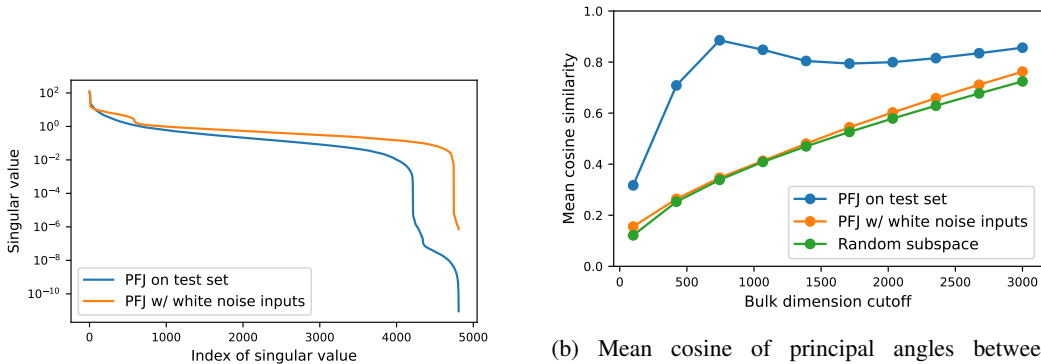 10²
10⁰
10⁻²
10⁻⁴
10⁻⁶
10⁻⁸
10⁻¹⁰
Singular value
PFJ on test set
PFJ w/ white noise inputs
0 1000 2000 3000 4000 5000
Index of singular value
1.0
0.8
0.6
0.4
0.2
0.0
Mean cosine similarity
PFJ on test set
PFJ w/ white noise inputs
Random subspace
0 500 1000 1500 2000 2500 3000
Bulk dimension cutoff
(b) Mean cosine of principal angles betwee